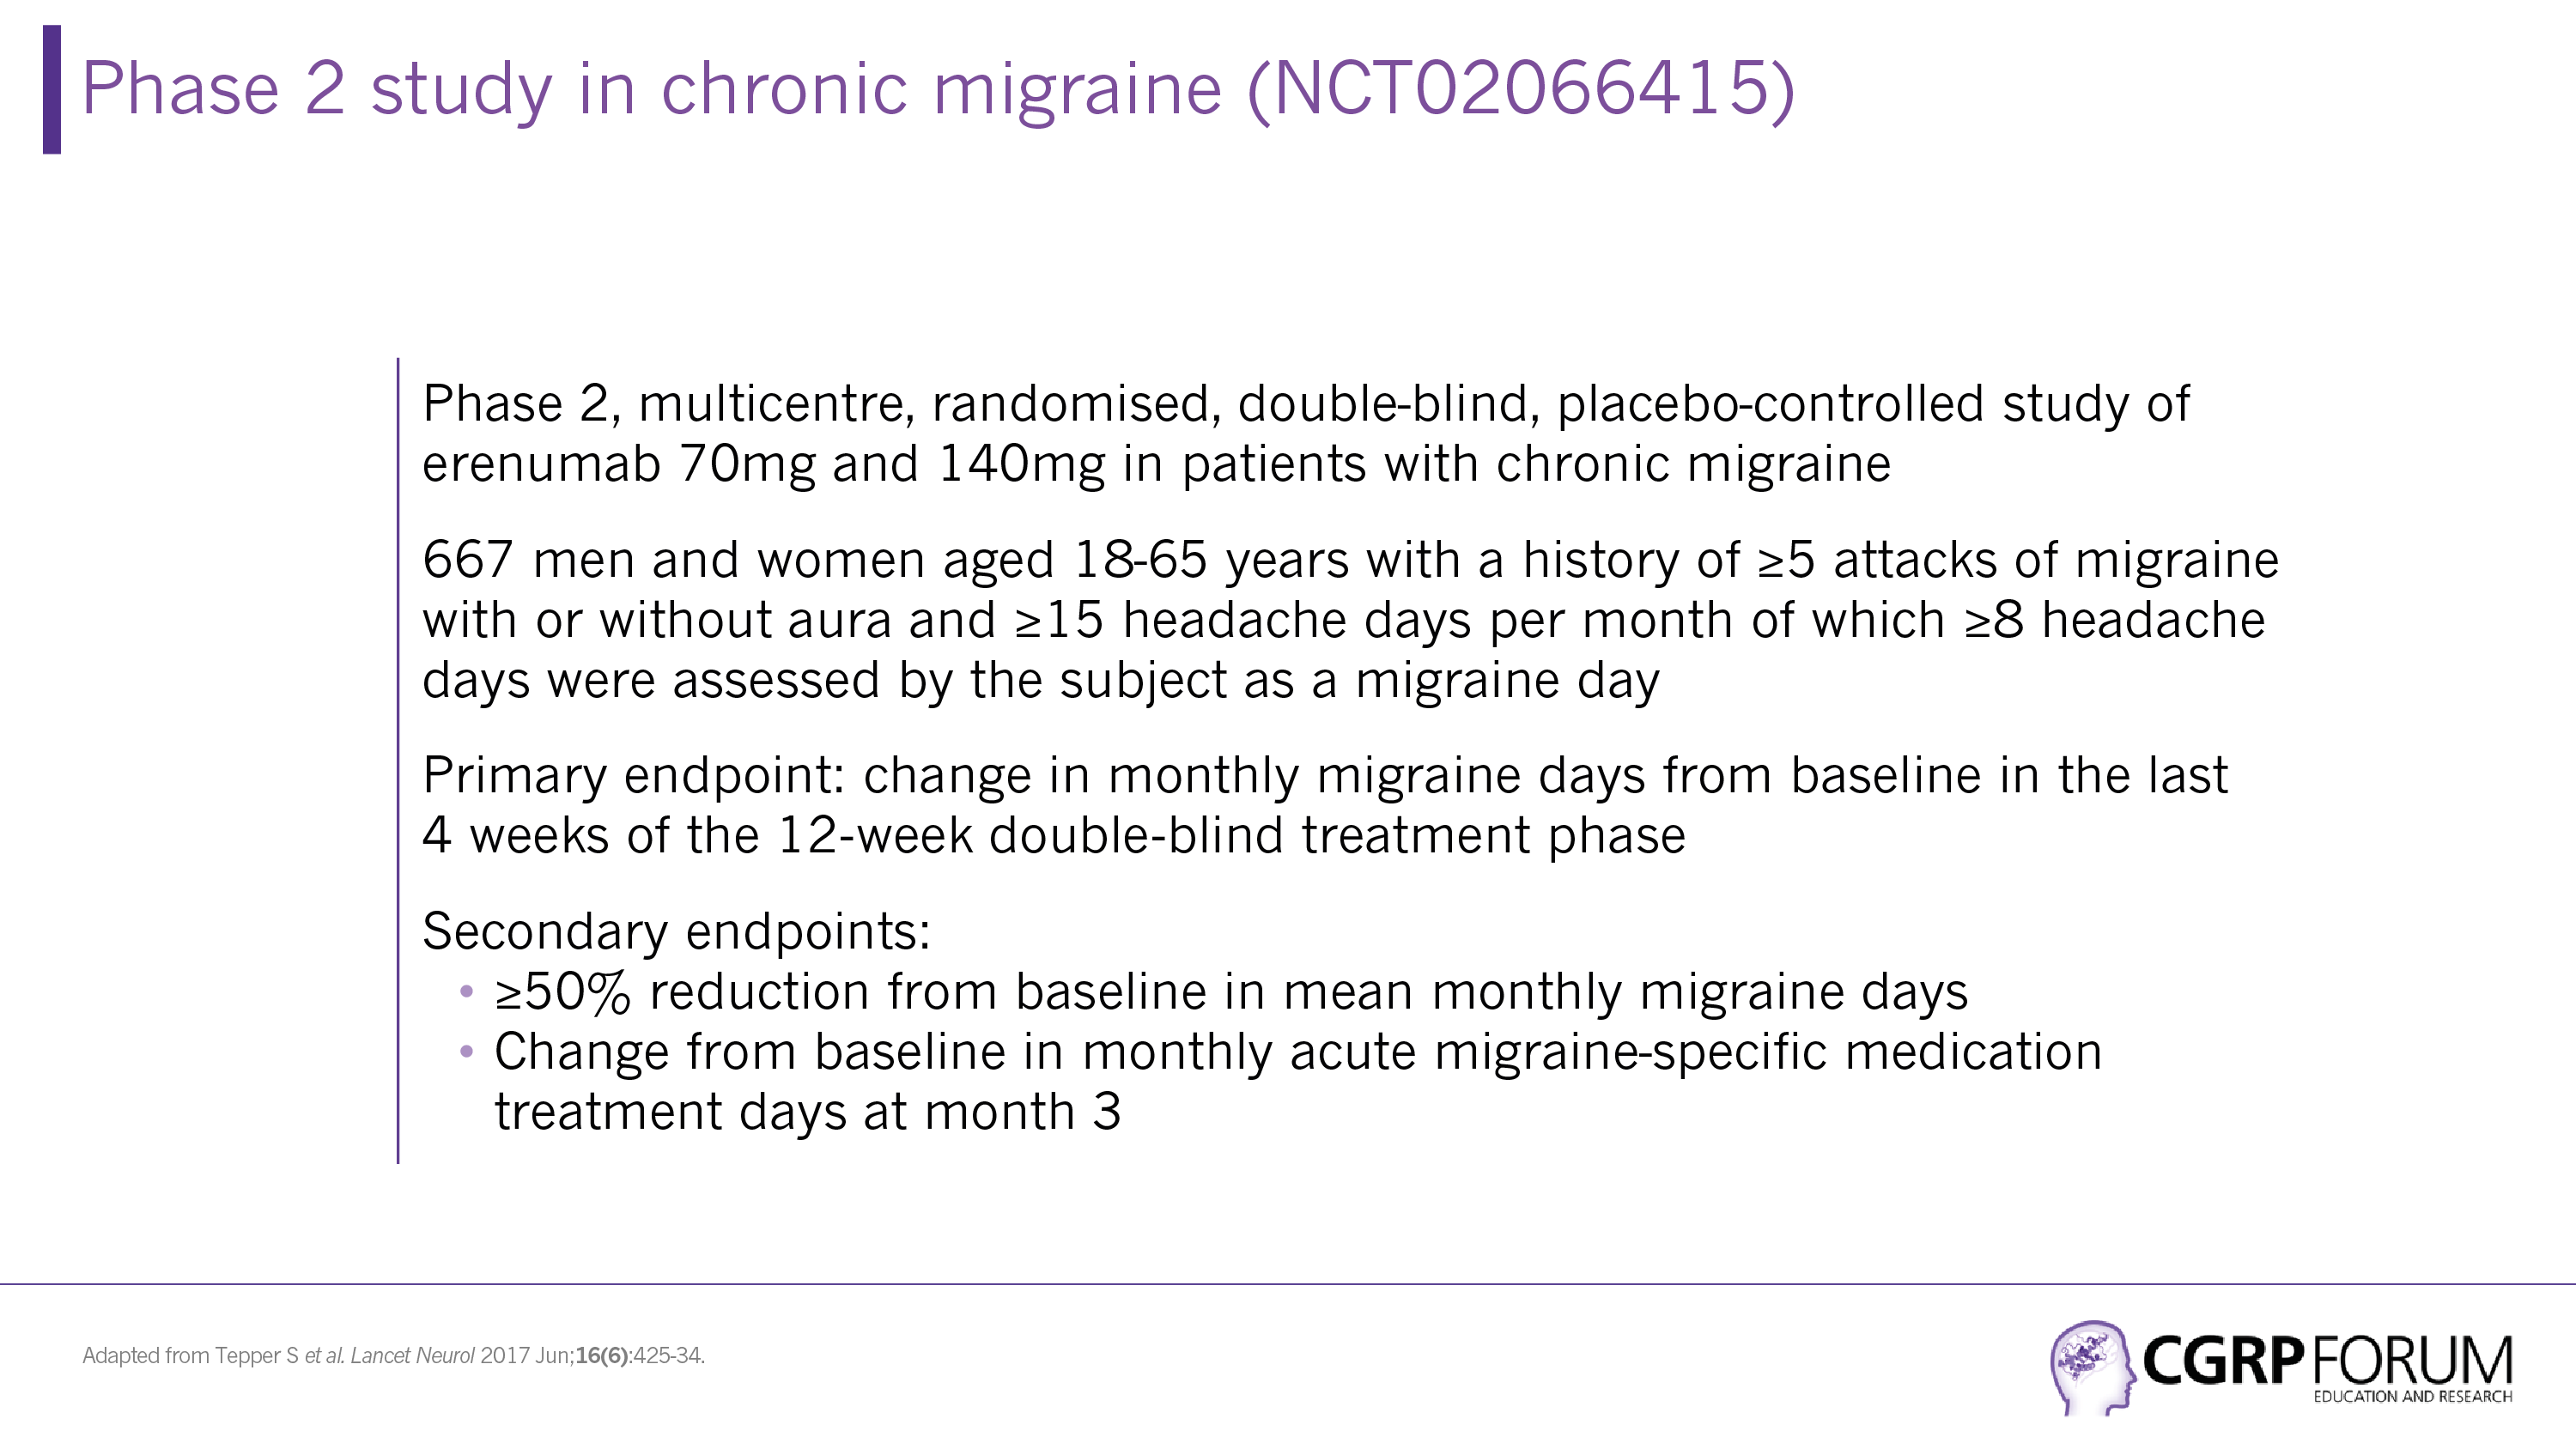 Phase 2 study in chronic migraine (NCT02066415)
Phase 2, multicentre, randomised, double-blind, placebo-controlled study of
erenumab 70mg and 140mg in patients with chronic migraine
667 men and women aged 18-65 years with a history of ≥5 attacks of migraine
with or without aura and ≥15 headache days per month of which ≥8 headache
days were assessed by the subject as a migraine day
Primary endpoint: change in monthly migraine days from baseline in the last
4 weeks of the 12-week double-blind treatment phase
Secondary endpoints:
• ≥50% reduction from baseline in mean monthly migraine days
• Change from baseline in monthly acute migraine-specific medication
treatment days at month 3
Adapted from Tepper S et al. Lancet Neurol 2017 Jun;16(6):425-34.
CGRP FORUM
EDUCATION AND RESEARCH